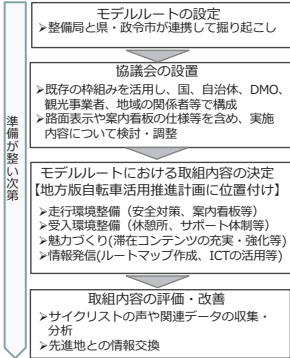 モデルルートの設定
➢整備局と県・政令市が連携して掘り起こし
協議会の設置
➢既存の枠組みを活用し、国、自治体、DMO、
観光事業者、地域の関係者等で構成
➢路面表示や案内看板の仕様等を含め、実施
内容について検討・調整
準備が整い次第
モデルルートにおける取組内容の決定
【地方版自転車活用推進計画に位置付け】
➢走行環境整備（安全対策、案内看板等）
➢受入環境整備（休憩所、サポート体制等）
➢魅力づくり(滞在コンテンツの充実・強化等)
➢情報発信(ルートマップ作成、ICTの活用等)
取組内容の評価・改善
➢サイクリストの声や関連データの収集・
分析
➢先進地との情報交換